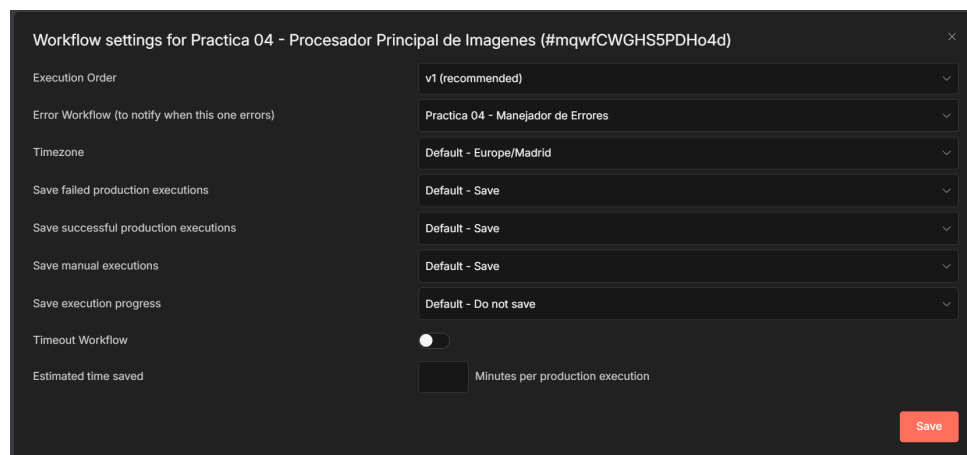 Workflow settings for Practica 04 - Procesador Principal de Imagenes (#mqwfCWGHS5PDHo4d)
Execution Order
v1 (recommended)
Error Workflow (to notify when this one errors)
Practica 04 - Manejador de Errores
Timezone
Default - Europe/Madrid
Save failed production executions
Default - Save
Save successful production executions
Default - Save
Save manual executions
Default - Save
Save execution progress
Default - Do not save
Timeout Workflow
Estimated time saved
Minutes per production execution
Save